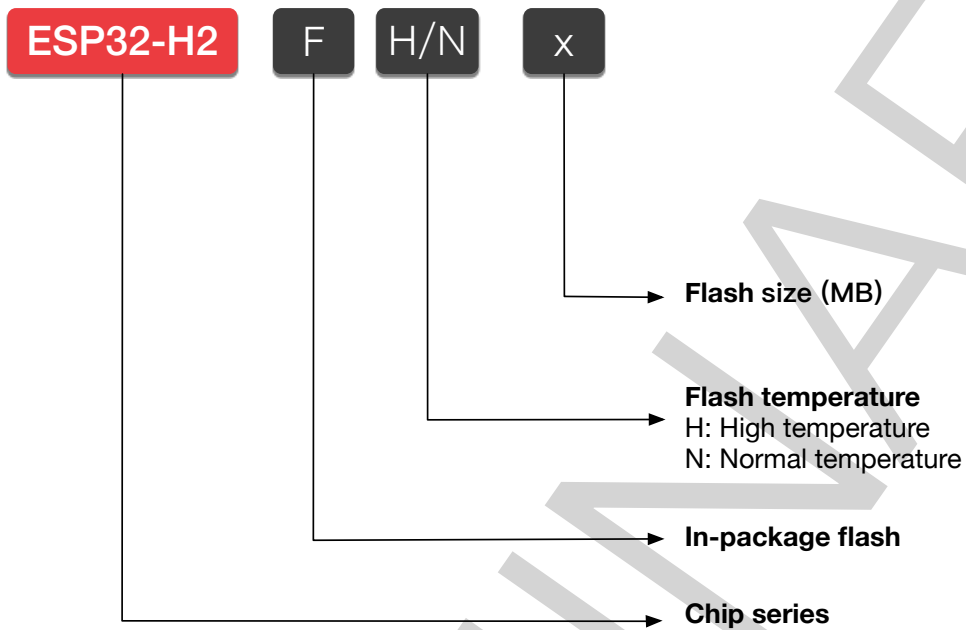 ESP32-H2 F H/N x
Flash size (MB)
Flash temperature
H: High temperature
N: Normal temperature
In-package flash
Chip series